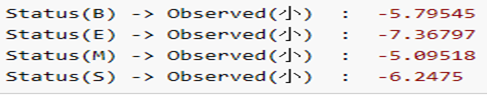 Status(B) -> Observed(小) : -5.79545
Status(E) -> Observed(小) : -7.36797
Status(M) -> Observed(小) : -5.09518
Status(S) -> Observed(小) : -6.2475